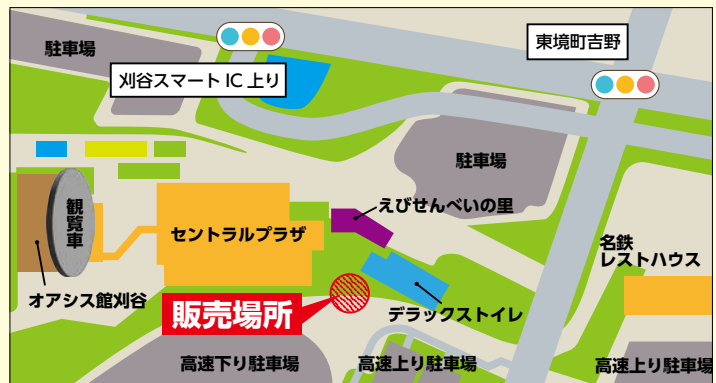 駐車場
刈谷スマートIC上り
東境町吉野
駐車場
えびせんべいの里
観覧車
セントラルプラザ
名鉄
レストハウス
オアシス館刈谷
販売場所
デラックストイレ
高速下り駐車場
高速上り駐車場
高速上り駐車場